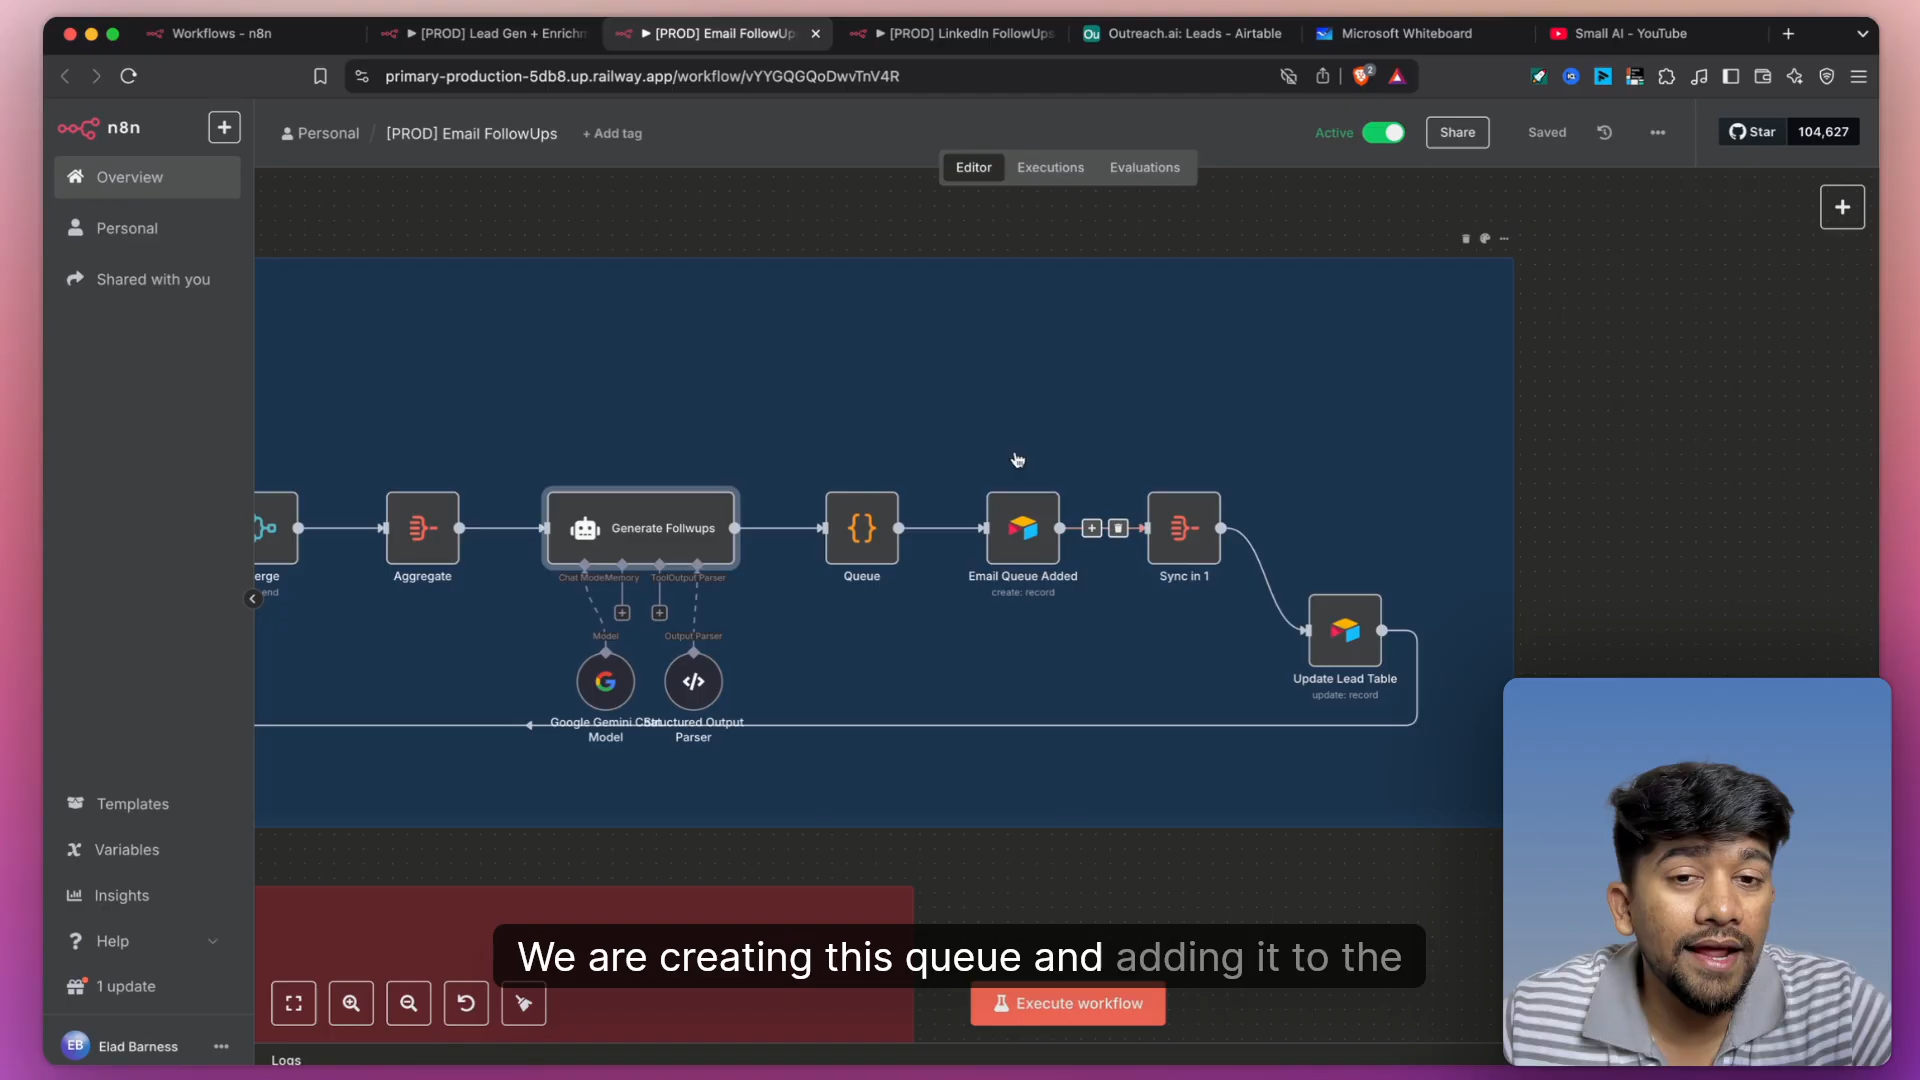 Workflows - n8n
[PROD] Lead Gen + Enrichm
[PROD] Email FollowUp
[PROD] LinkedIn FollowUps
Outreach.ai: Leads - Airtable
Microsoft Whiteboard
Small AI - YouTube
primary-production-5db8.up.railway.app/workflow/vYYGQGQoDwvTnV4R
2
n8n
Personal / [PROD] Email FollowUps
+ Add tag
Active
Share
Saved
Star
104,627
Editor
Executions
Evaluations
Overview
Personal
Shared with you
Generate Follwups
Chat Model
Memory
Tool
Output Parser
erge
end
Aggregate
Queue
Email Queue Added
create: record
Sync in 1
Model
Output Parser
Update Lead Table
update: record
Google Gemini Chat
Model
Structured Output
Parser
Templates
Variables
Insights
Help
1 update
EB
Elad Barness
We are creating this queue and adding it to the
Execute workflow
Logs